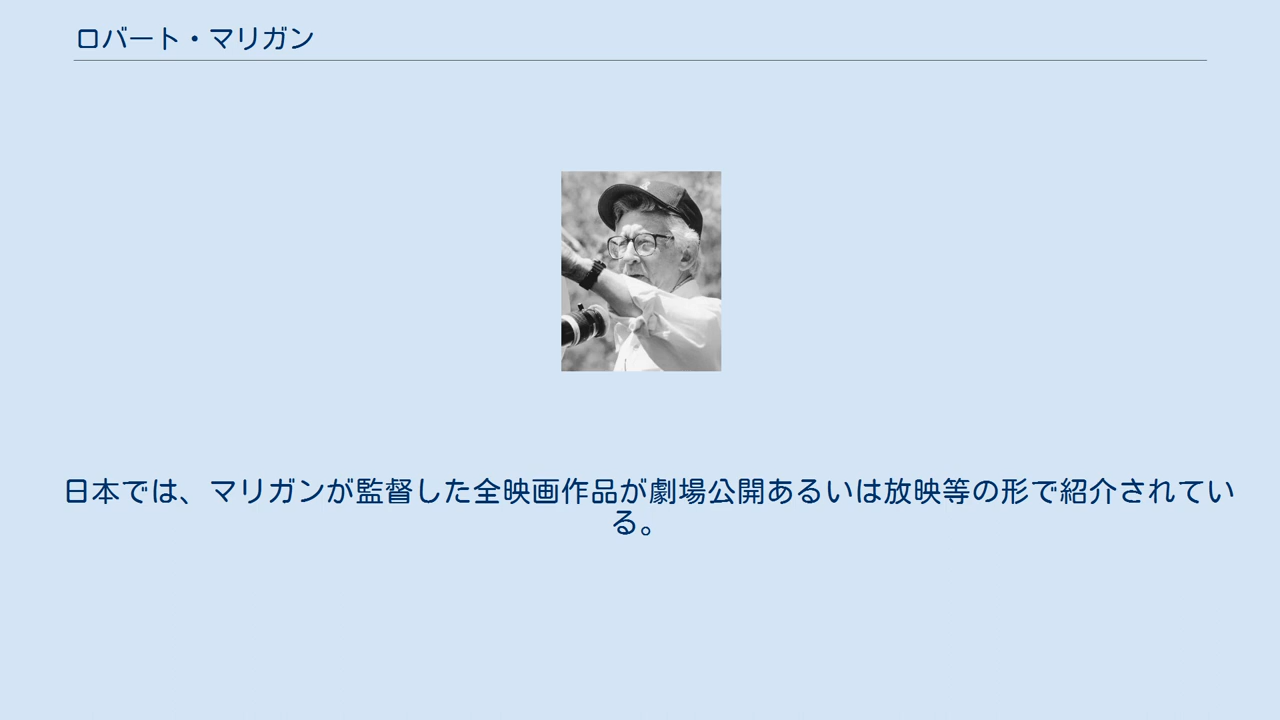 ロバート・マリガン
日本では、マリガンが監督した全映画作品が劇場公開あるいは放映等の形で紹介されてい
る。